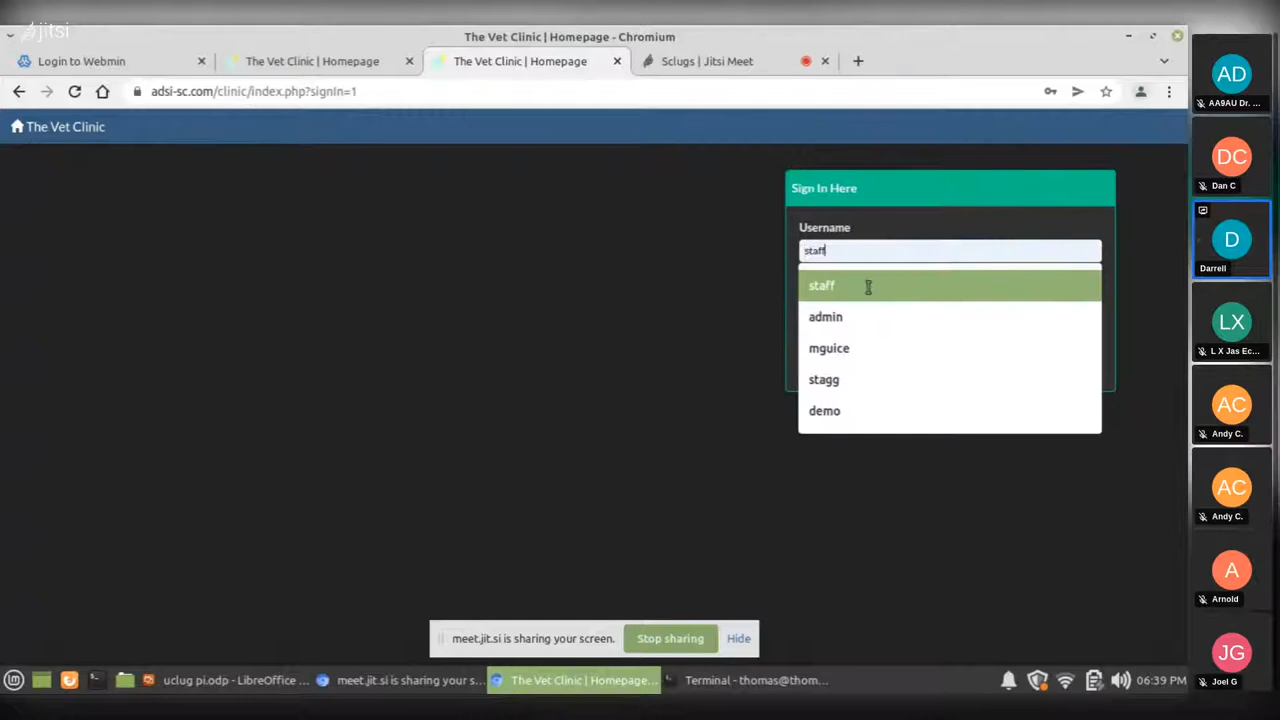 jitsi
The Vet Clinic | Homepage - Chromium
Login to Webmin
The Vet Clinic | Homepage
The Vet Clinic | Homepage
Sclugs | Jitsi Meet
adsi-sc.com/clinic/index.php?signIn=1
The Vet Clinic
Sign In Here
Username
staff
staff
admin
mguice
stagg
demo
meet.jit.si is sharing your screen.
Stop sharing
Hide
uclug pi.odp - LibreOffice ...
meet.jit.si is sharing your s...
The Vet Clinic | Homepage...
Terminal - thomas@thom...
06:39 PM
AD
AA9AU Dr. ...
DC
Dan C
D
Darrell
LX
L X Jas Ec...
AC
Andy C.
AC
Andy C.
A
Arnold
JG
Joel G